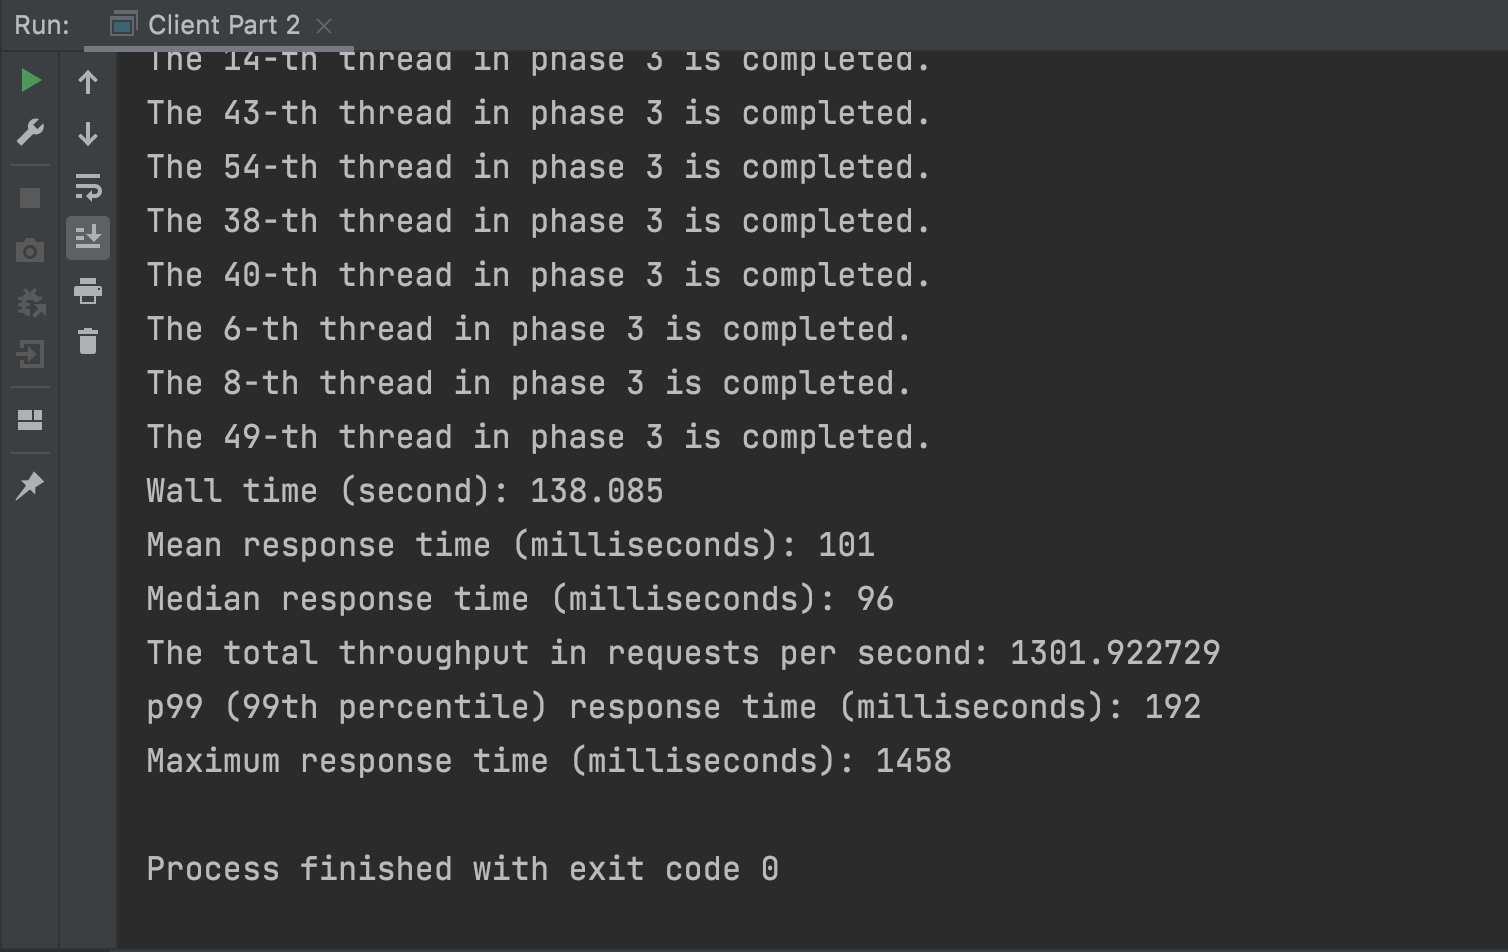 Run: Client Part 2
The 14-th thread in phase 3 is completed.
The 43-th thread in phase 3 is completed.
The 54-th thread in phase 3 is completed.
The 38-th thread in phase 3 is completed.
The 40-th thread in phase 3 is completed.
The 6-th thread in phase 3 is completed.
The 8-th thread in phase 3 is completed.
The 49-th thread in phase 3 is completed.
Wall time (second): 138.085
Mean response time (milliseconds): 101
Median response time (milliseconds): 96
The total throughput in requests per second: 1301.922729
p99 (99th percentile) response time (milliseconds): 192
Maximum response time (milliseconds): 1458
Process finished with exit code 0